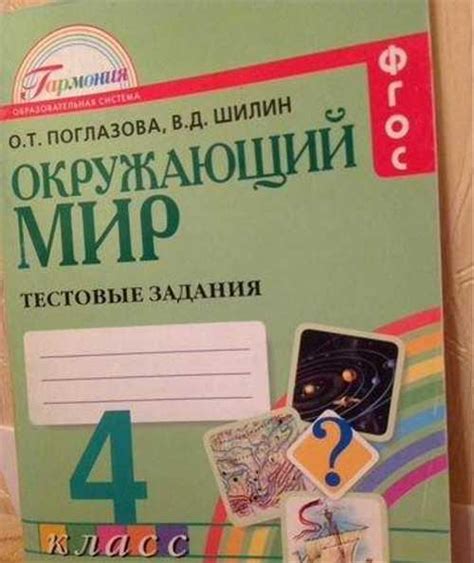 Гармония
ОБРАЗОВАТЕЛЬНАЯ СИСТЕМА
ФГОС
О.Т. ПОГЛАЗОВА, В.Д. ШИЛИН
ОКРУЖАЮЩИЙ
МИР
ТЕСТОВЫЕ ЗАДАНИЯ
?
4
класс